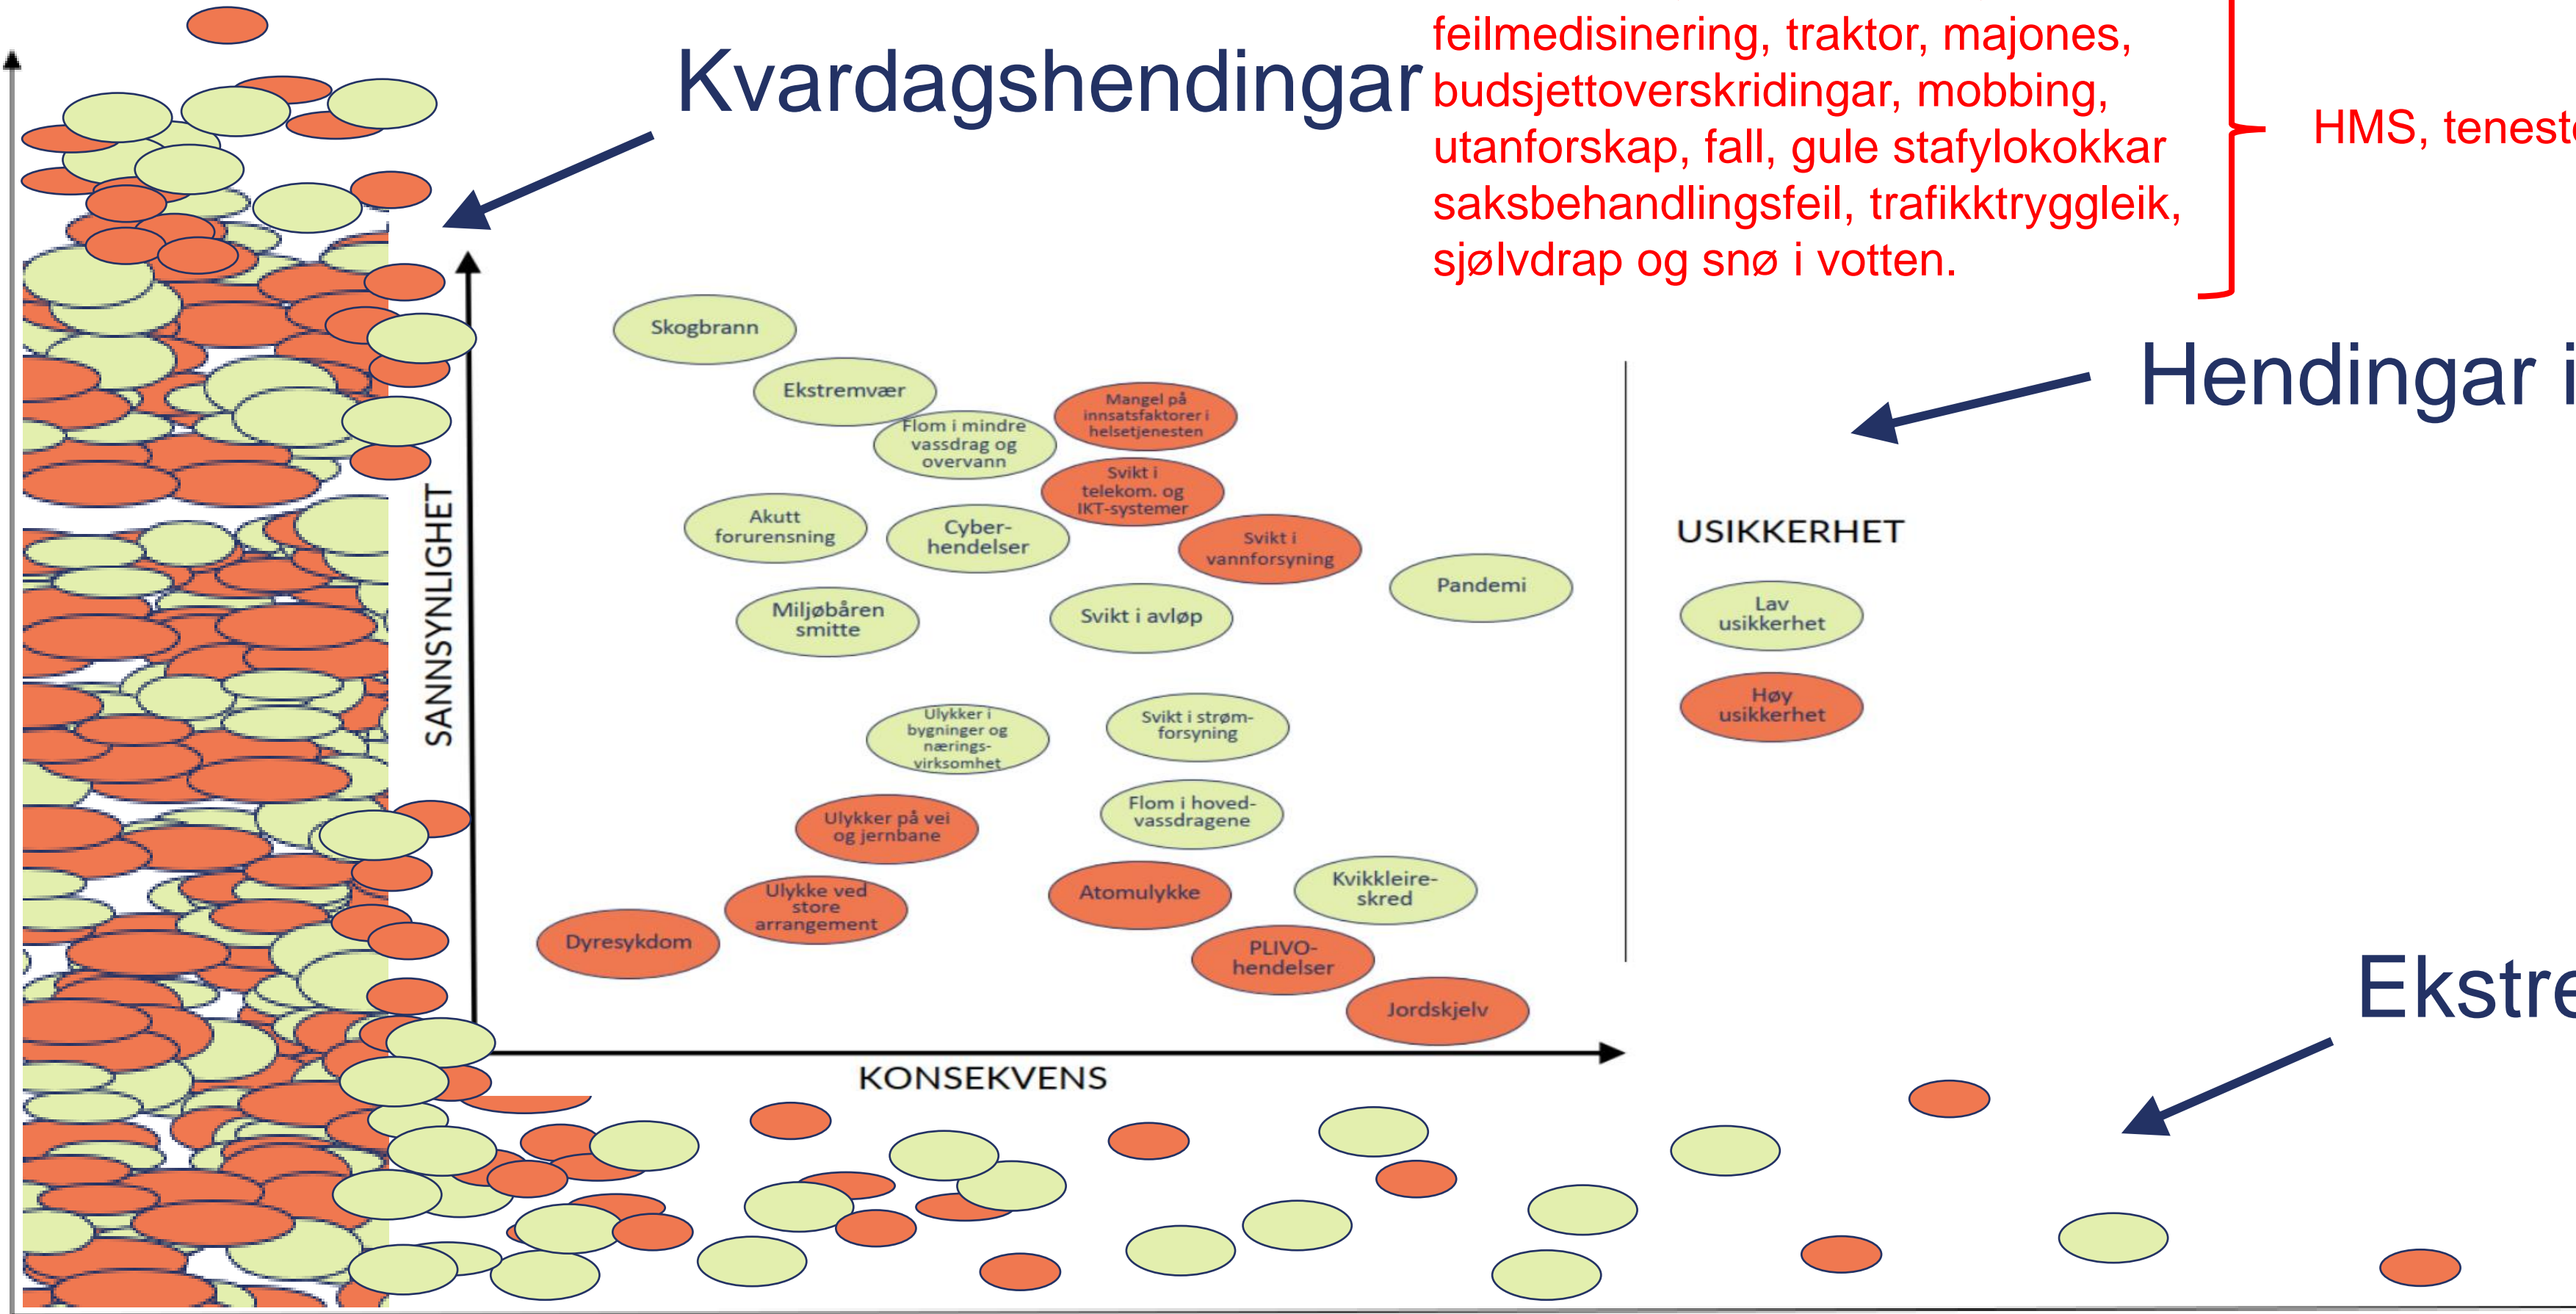 Kvardagshendingar
feilmedisinering, traktor, majones,
budsjettoverskridingar, mobbing,
utanforskap, fall, gule stafylokokkar
saksbehandlingsfeil, trafikktryggleik,
sjølvdrap og snø i votten.
HMS, tenest
Hendingar i
Skogbrann
Ekstremvær
Flom i mindre
vassdrag og
overvann
Mangel på
innsatsfaktorer i
helsetjenesten
Svikt i
telekom. og
IKT-systemer
Akutt
forurensning
Cyber-
hendelser
Svikt i
vannforsyning
Pandemi
Miljøbåren
smitte
Svikt i avløp
SANNSYNLIGHET
USIKKERHET
Lav
usikkerhet
Høy
usikkerhet
Ulykker i
bygninger og
nærings-
virksomhet
Svikt i strøm-
forsyning
Ulykker på vei
og jernbane
Flom i hoved-
vassdragene
Ulykke ved
store
arrangement
Atomulykke
Kvikkleire-
skred
Dyresykdom
PLIVO-
hendelser
Jordskjelv
Ekstre
KONSEKVENS